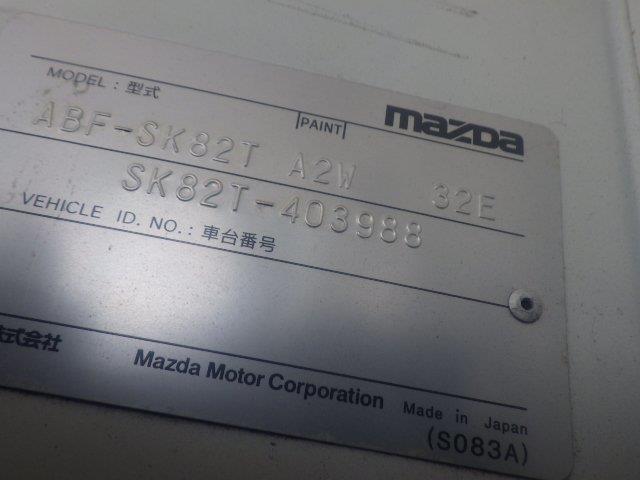 mazda
MODEL : 型式 PAINT
ABF-SK82T A2W 32E
SK82T-403988
VEHICLE ID. NO. : 車台番号
式会社 Mazda Motor Corporation Made in Japan
(S083A)